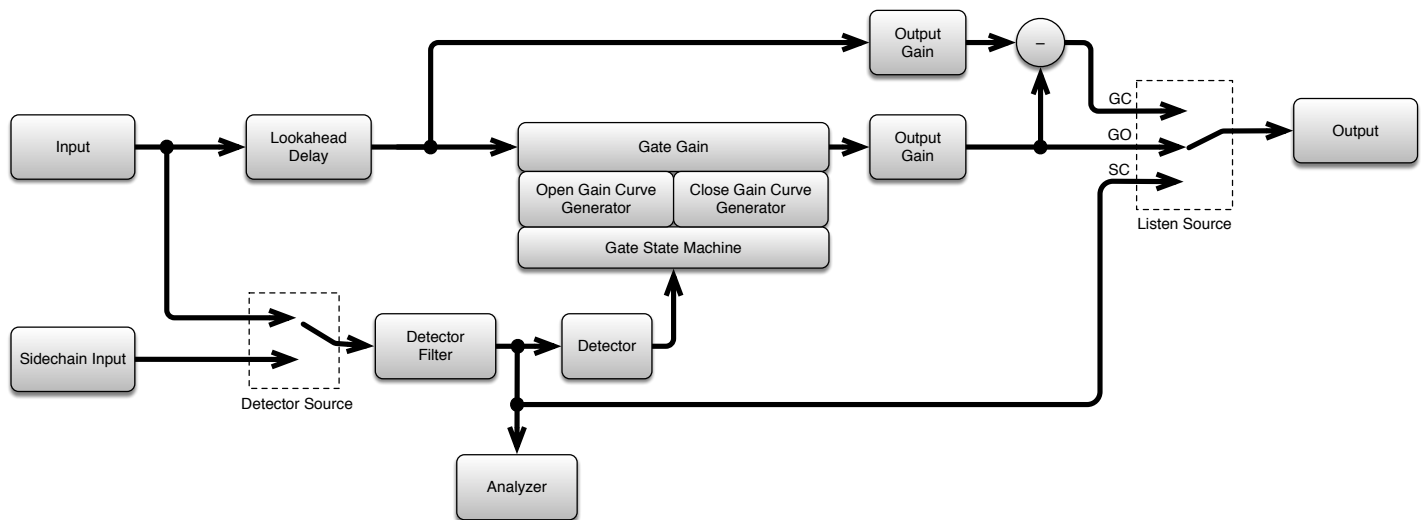 Output
Gain
–
GC
Input
Lookahead
Delay
Gate Gain
Output
Gain
GO
Output
Open Gain Curve
Generator
Close Gain Curve
Generator
SC
Gate State Machine
Listen Source
Sidechain Input
Detector
Filter
Detector
Detector Source
Analyzer